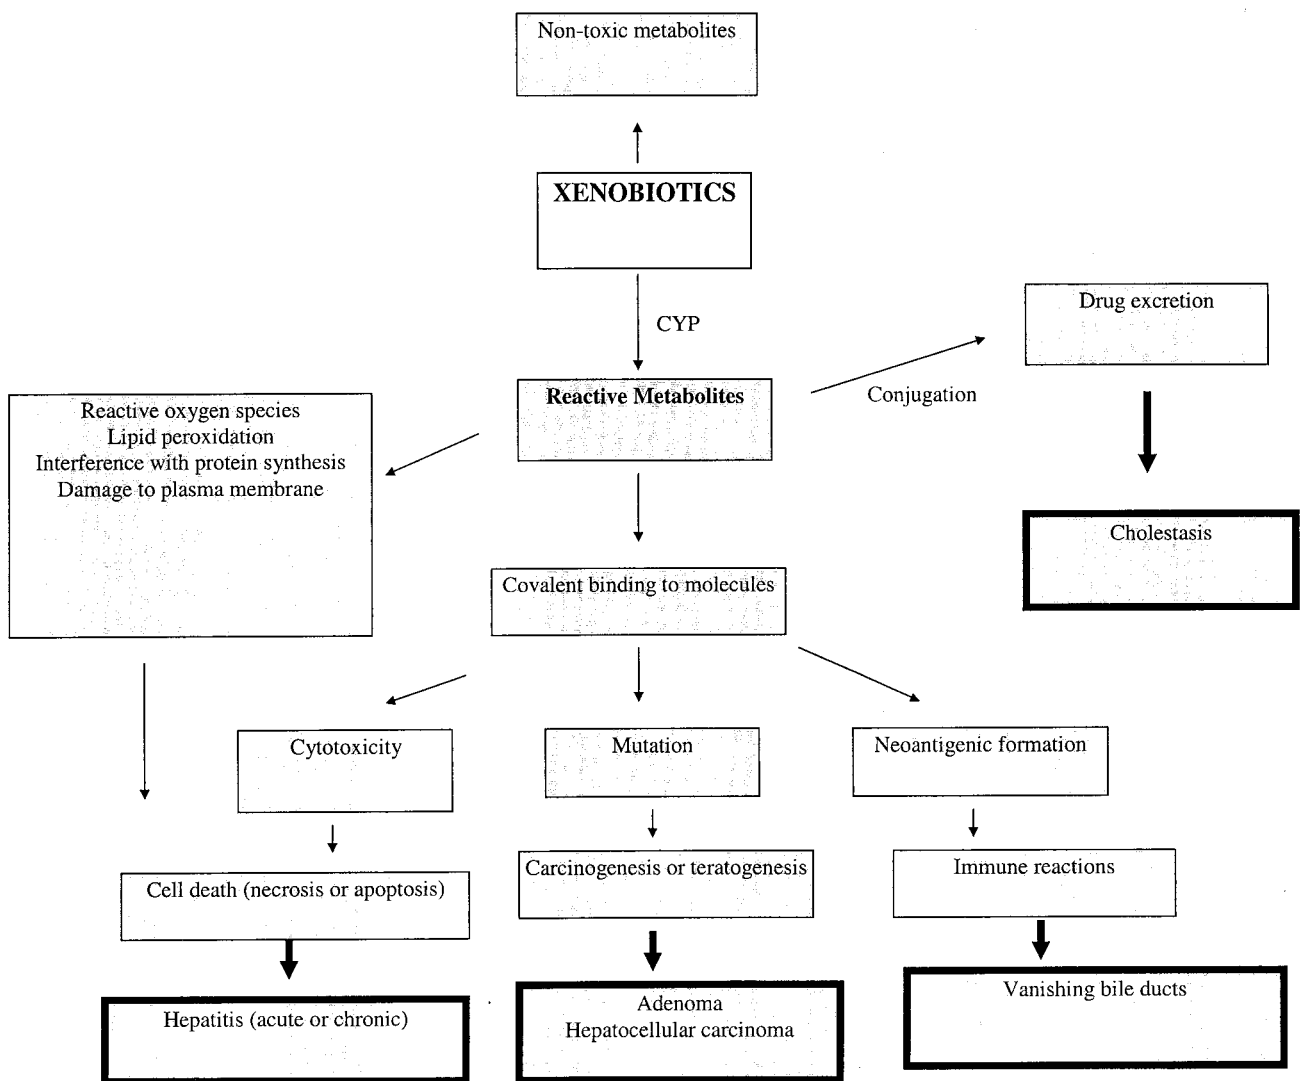 Non-toxic metabolites
XENOBIOTICS
CYP
Drug excretion
Reactive Metabolites
Conjugation
Reactive oxygen species
Lipid peroxidation
Interference with protein synthesis
Damage to plasma membrane
Cholestasis
Covalent binding to molecules
Cytotoxicity
Mutation
Neoantigenic formation
Cell death (necrosis or apoptosis)
Carcinogenesis or teratogenesis
Immune reactions
Hepatitis (acute or chronic)
Adenoma
Hepatocellular carcinoma
Vanishing bile ducts